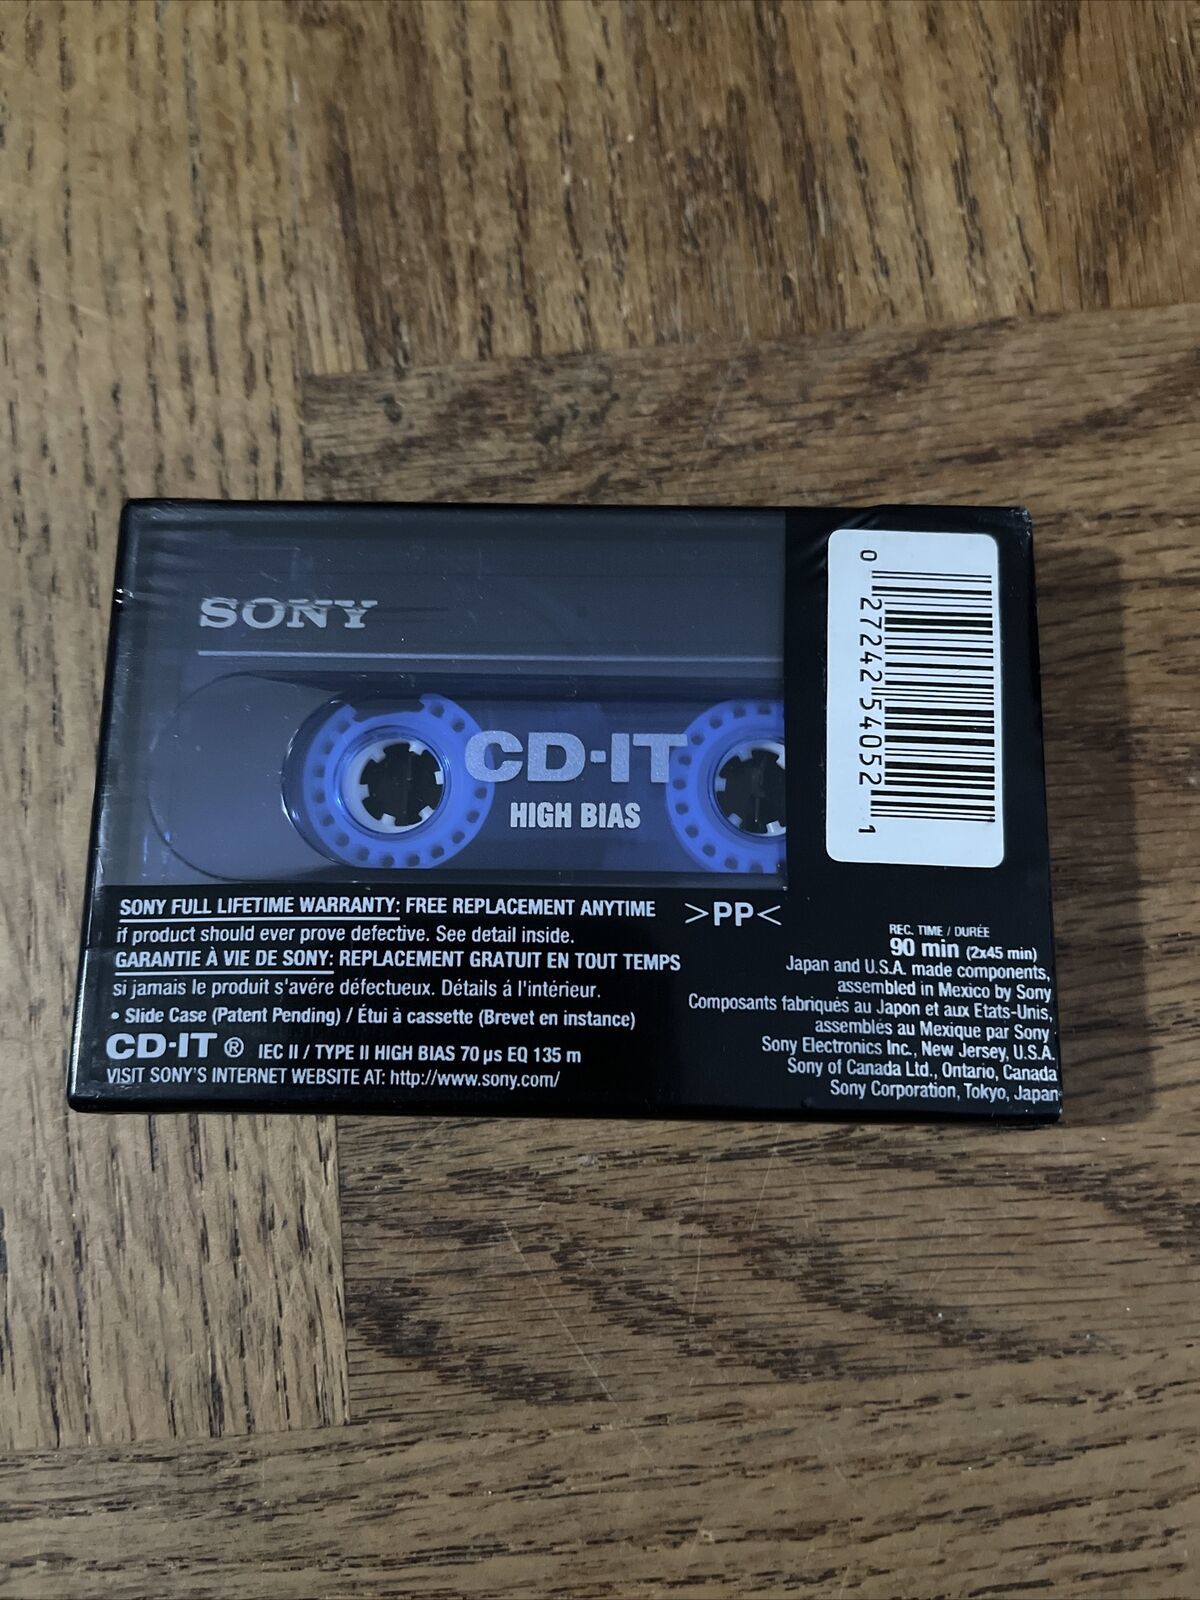 SONY
CD-IT
HIGH BIAS
0 27242 54052 1
SONY FULL LIFETIME WARRANTY: FREE REPLACEMENT ANYTIME
if product should ever prove defective. See detail inside.
GARANTIE À VIE DE SONY: REPLACEMENT GRATUIT EN TOUT TEMPS
si jamais le produit s'avére défectueux. Détails á l'intérieur.
• Slide Case (Patent Pending) / Étui à cassette (Brevet en instance)
CD-IT ® IEC II / TYPE II HIGH BIAS 70 µs EQ 135 m
VISIT SONY'S INTERNET WEBSITE AT: http://www.sony.com/
>PP<
REC. TIME / DURÉE
90 min (2x45 min)
Japan and U.S.A. made components,
assembled in Mexico by Sony
Composants fabriqués au Japon et aux Etats-Unis,
assemblés au Mexique par Sony
Sony Electronics Inc., New Jersey, U.S.A.
Sony of Canada Ltd., Ontario, Canada
Sony Corporation, Tokyo, Japan